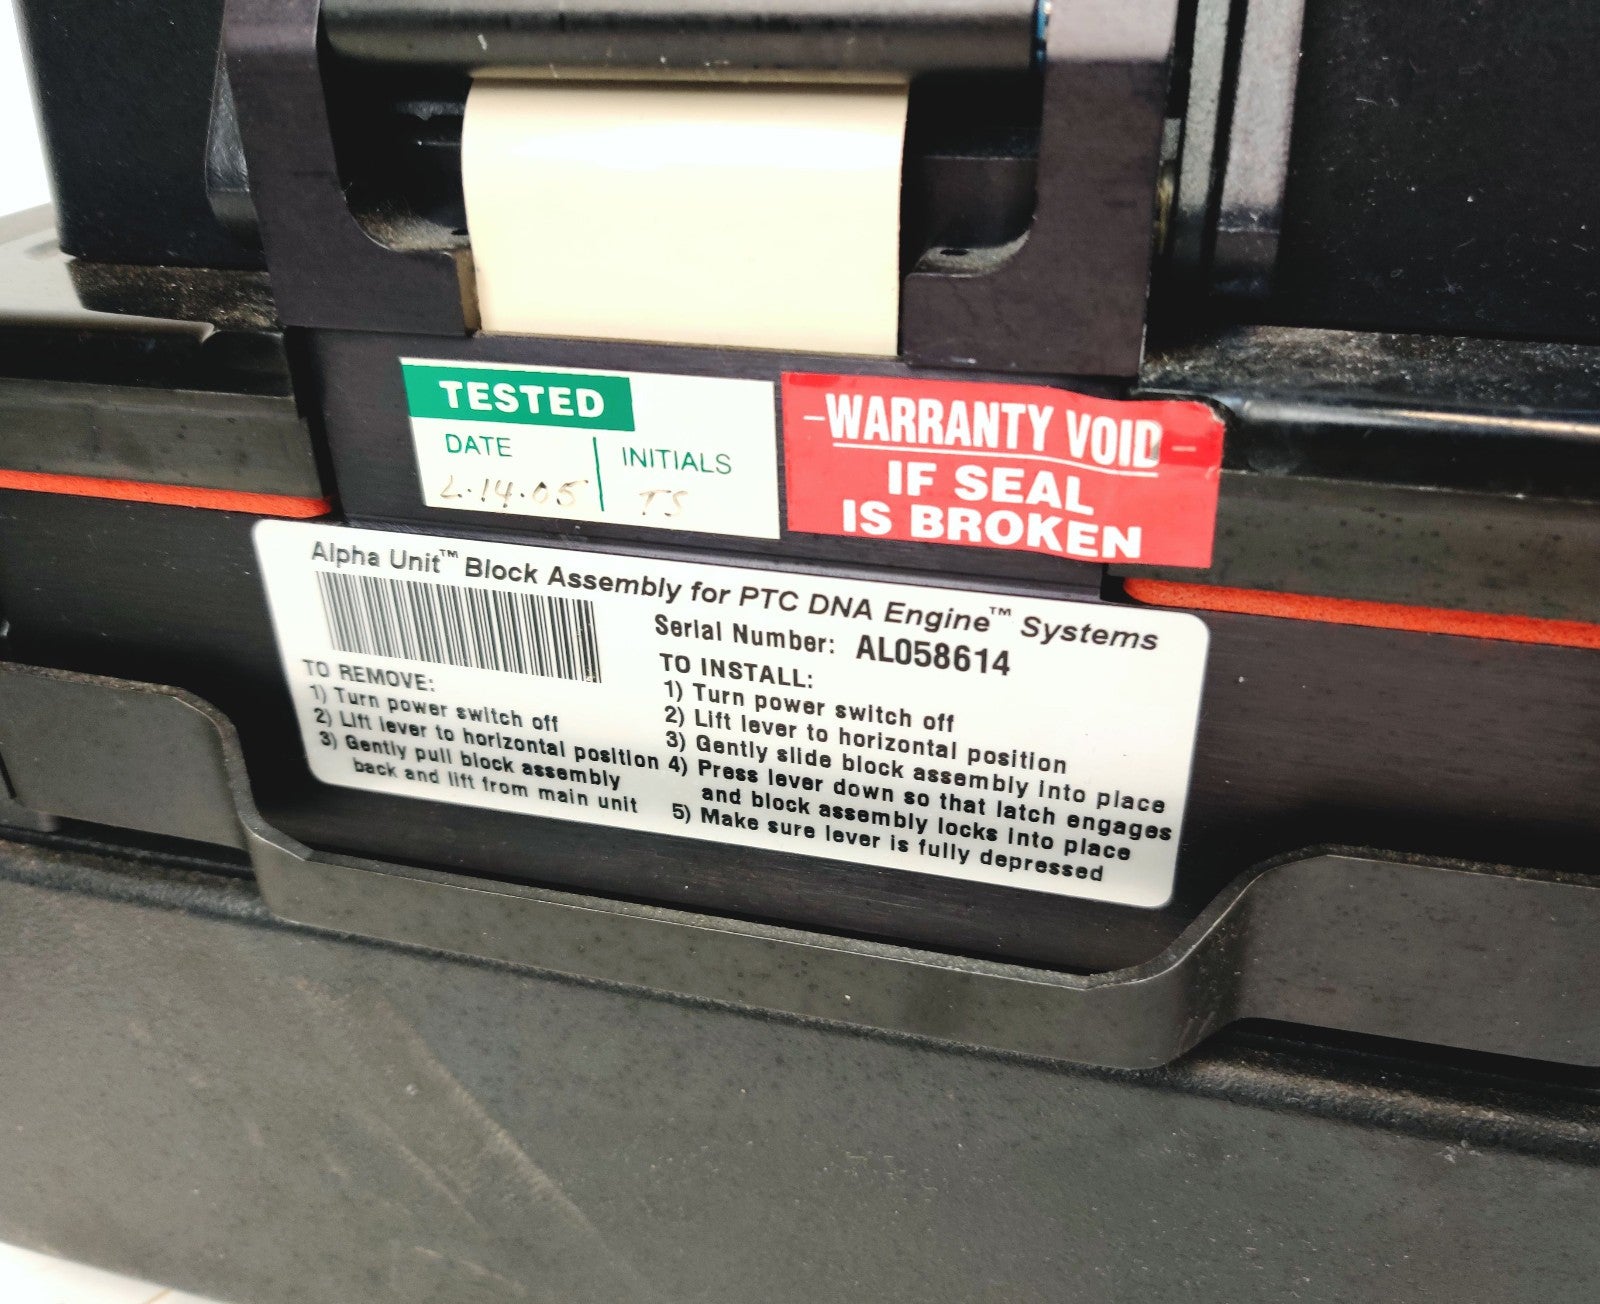 TESTED
DATE
INITIALS
.14.05
TS
-WARRANTY VOID-
IF SEAL
IS BROKEN
Alpha Unit™ Block Assembly for PTC DNA Engine™ Systems
Serial Number: AL058614
TO REMOVE:
1) Turn power switch off
2) Lift lever to horizontal position
3) Gently pull block assembly
back and lift from main unit
TO INSTALL:
1) Turn power switch off
2) Lift lever to horizontal position
3) Gently slide block assembly into place
4) Press lever down so that latch engages
and block assembly locks into place
5) Make sure lever is fully depressed